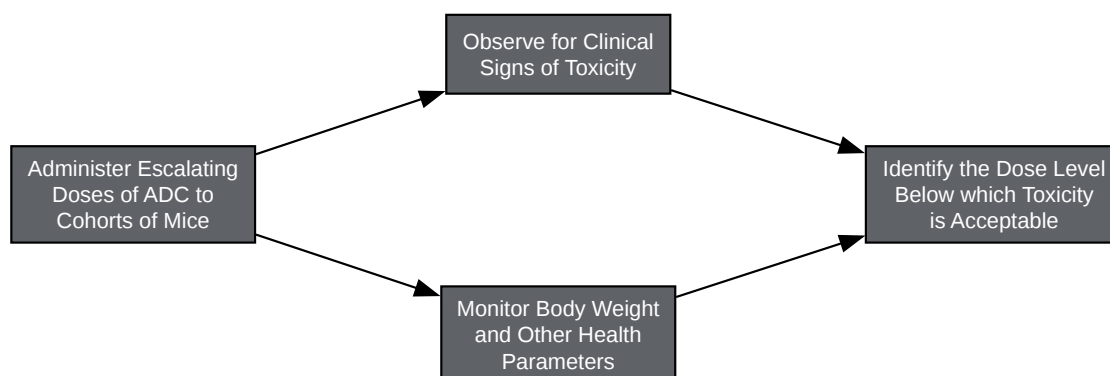 Observe for Clinical
Signs of Toxicity
Administer Escalating
Doses of ADC to
Cohorts of Mice
Identify the Dose Level
Below which Toxicity
is Acceptable
Monitor Body Weight
and Other Health
Parameters